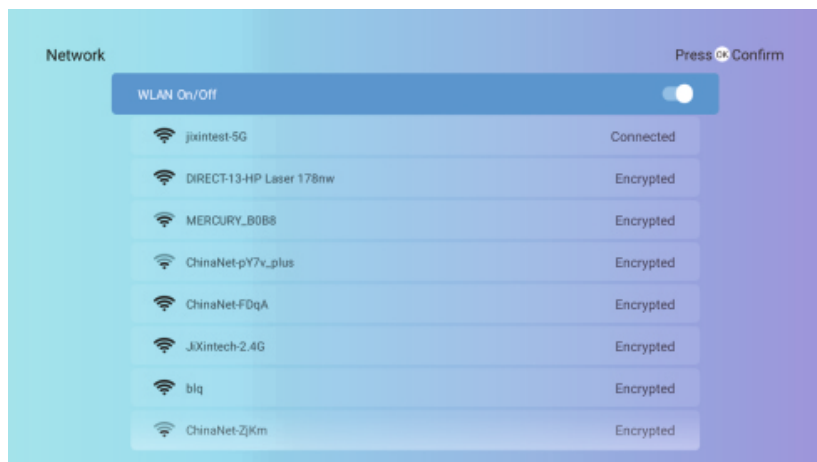 Network
Press OK Confirm
WLAN On/Off
jixintest-5G Connected
DIRECT-13-HP Laser 178nw Encrypted
MERCURY_B0B8 Encrypted
ChinaNet-pY7v_plus Encrypted
ChinaNet-FDqA Encrypted
JiXintech-2.4G Encrypted
blq Encrypted
ChinaNet-ZjKm Encrypted